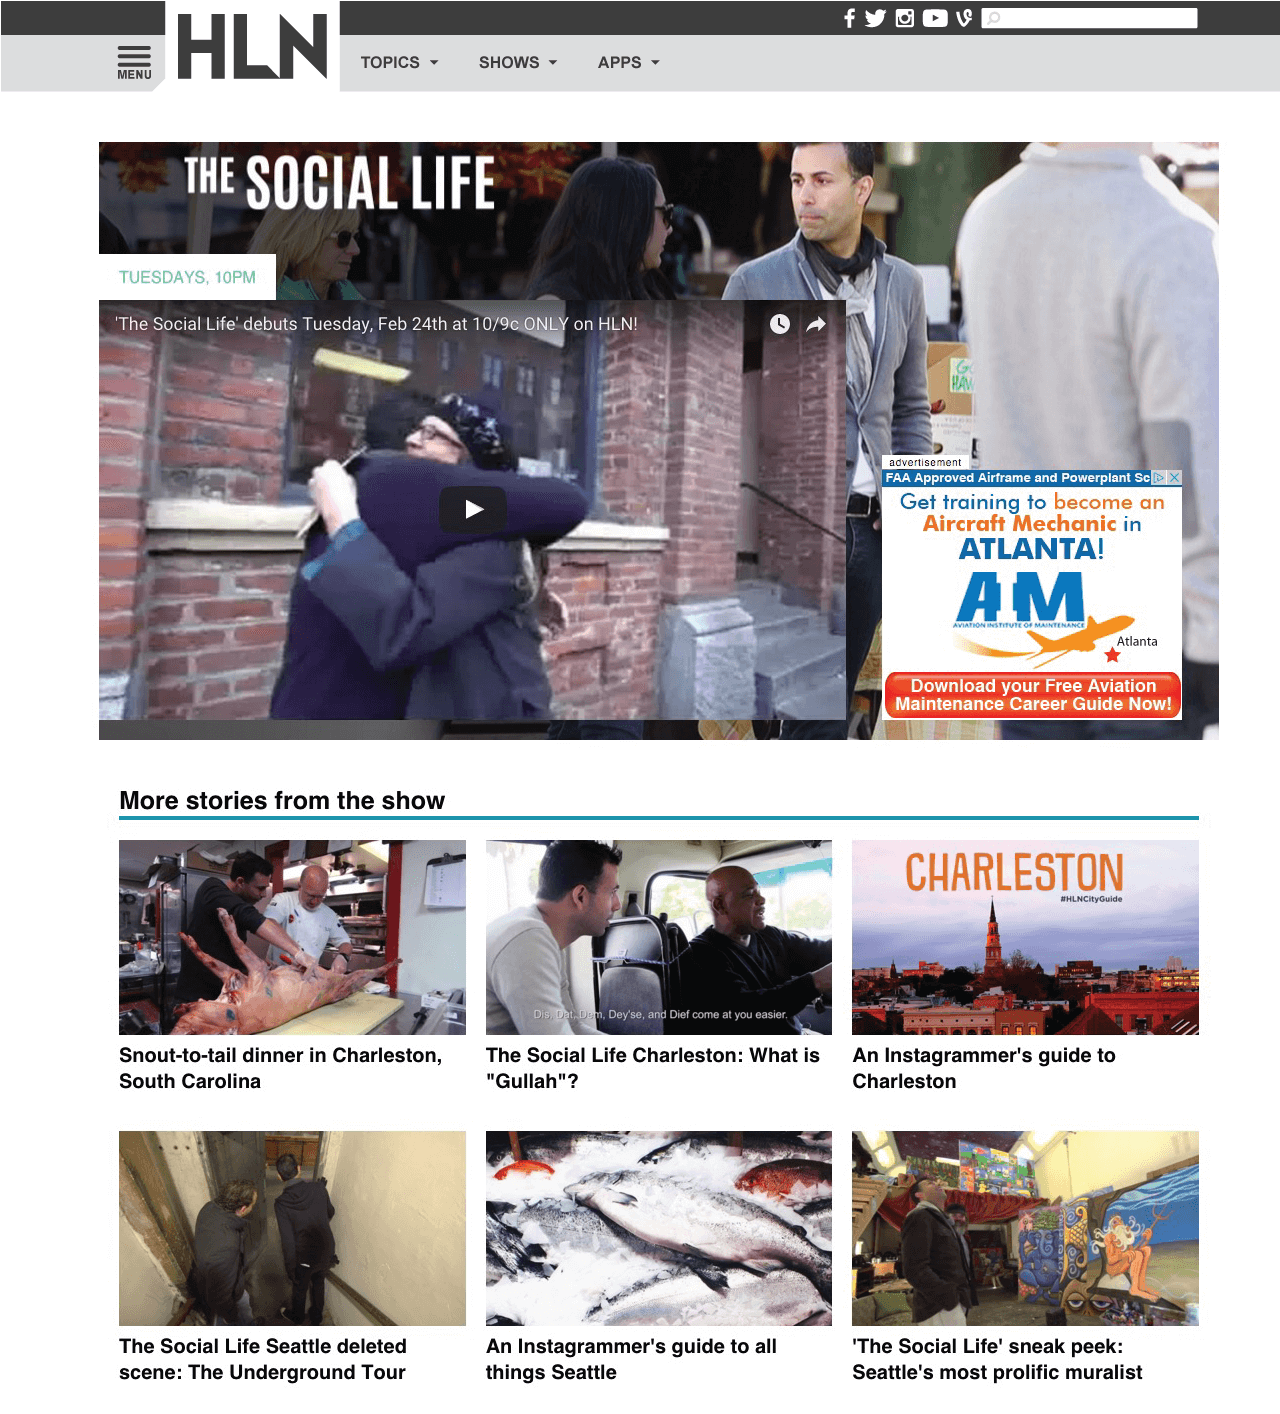 HLN
MENU
TOPICS
SHOWS
APPS
THE SOCIAL LIFE
TUESDAYS, 10PM
'The Social Life' debuts Tuesday, Feb 24th at 10/9c ONLY on HLN!
advertisement
FAA Approved Airframe and Powerplant Sc
Get training to become an
Aircraft Mechanic in
ATLANTA!
AIM
AVIATION INSTITUTE OF MAINTENANCE
Atlanta
Download your Free Aviation
Maintenance Career Guide Now!
More stories from the show
CHARLESTON
#HLNCityGuide
Dis, Dat, Dem, Dey'se, and Dief come at you easier.
Snout-to-tail dinner in Charleston,
South Carolina
The Social Life Charleston: What is
"Gullah"?
An Instagrammer's guide to
Charleston
The Social Life Seattle deleted
scene: The Underground Tour
An Instagrammer's guide to all
things Seattle
'The Social Life' sneak peek:
Seattle's most prolific muralist